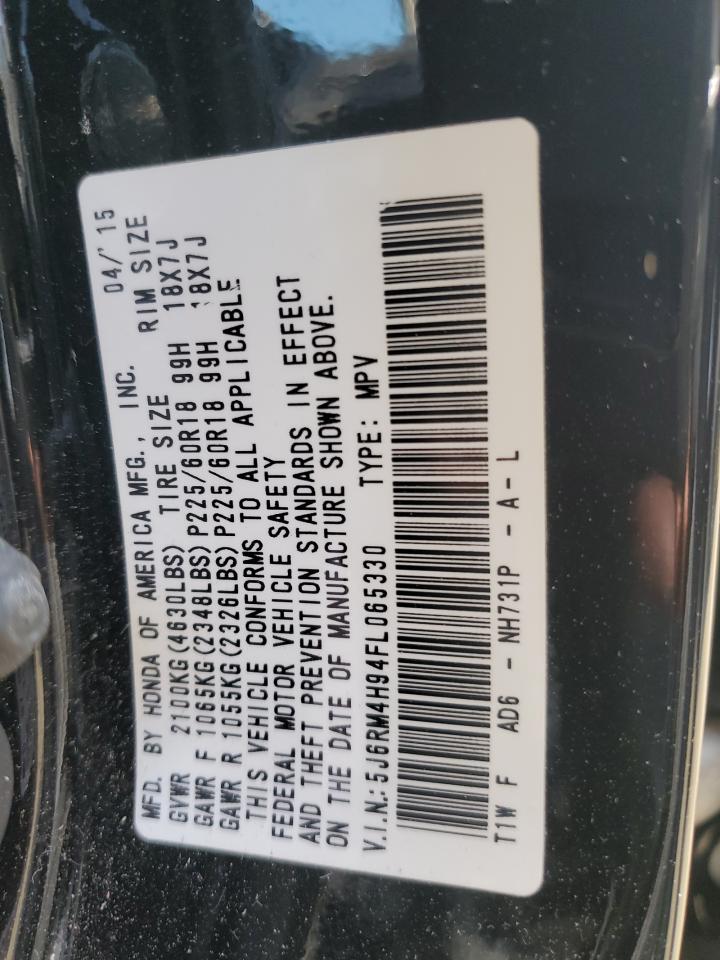 MFD. BY HONDA OF AMERICA MFG., INC. 04/'15
GVWR 2100KG(4630LBS) TIRE SIZE RIM SIZE
GAWR F 1065KG(2348LBS)P225/60R18 99H 18X7J
GAWR R 1055KG(2326LBS)P225/60R18 99H 18X7J
THIS VEHICLE CONFORMS TO ALL APPLICABLE
FEDERAL MOTOR VEHICLE SAFETY
AND THEFT PREVENTION STANDARDS IN EFFECT
ON THE DATE OF MANUFACTURE SHOWN ABOVE.
V.I.N.:5J6RM4H94FL065330 TYPE: MPV
T1W F AD6 - NH731P - A - L